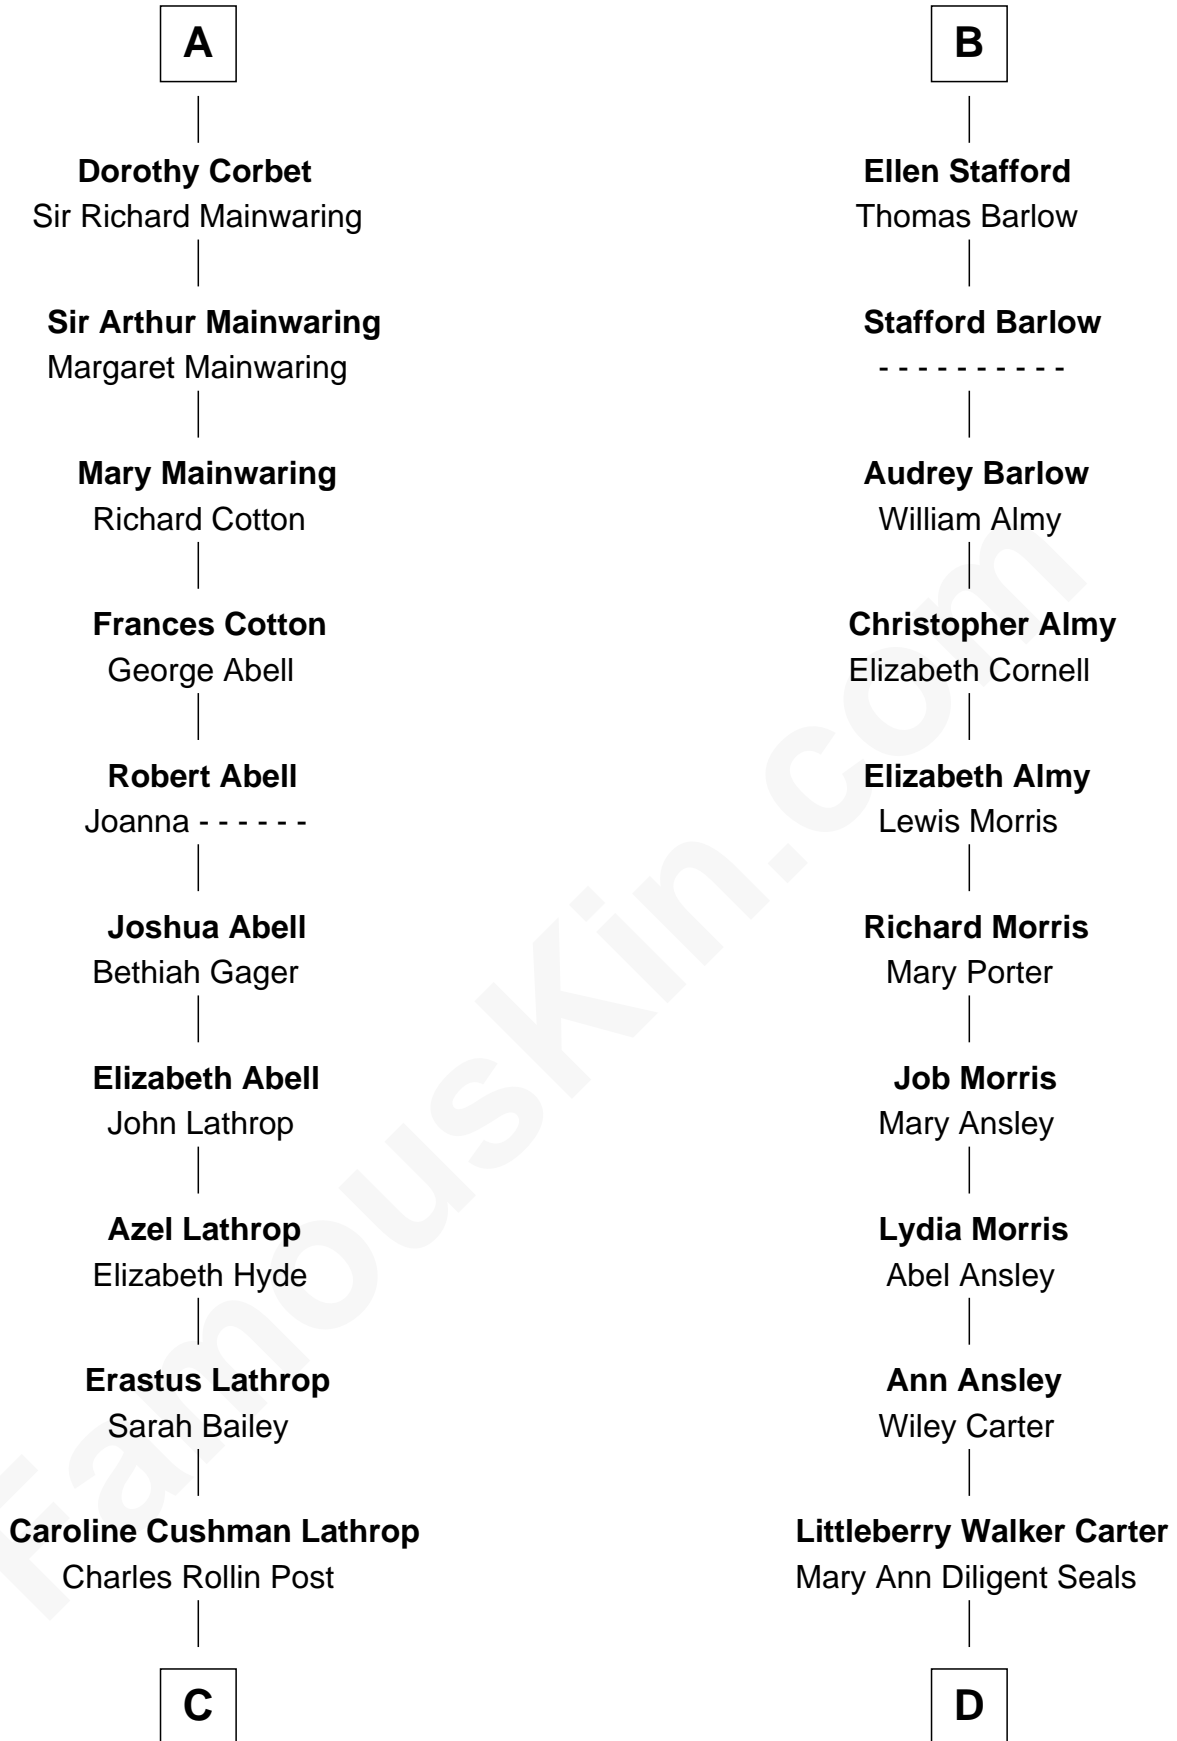 A
Dorothy Corbet
Sir Richard Mainwaring
Sir Arthur Mainwaring
Margaret Mainwaring
Mary Mainwaring
Richard Cotton
Frances Cotton
George Abell
Robert Abell
Joanna - - - - - -
Joshua Abell
Bethiah Gager
Elizabeth Abell
John Lathrop
Azel Lathrop
Elizabeth Hyde
Erastus Lathrop
Sarah Bailey
Caroline Cushman Lathrop
Charles Rollin Post
C
B
Ellen Stafford
Thomas Barlow
Stafford Barlow
- - - - - - - - - -
Audrey Barlow
William Almy
Christopher Almy
Elizabeth Cornell
Elizabeth Almy
Lewis Morris
Richard Morris
Mary Porter
Job Morris
Mary Ansley
Lydia Morris
Abel Ansley
Ann Ansley
Wiley Carter
Littleberry Walker Carter
Mary Ann Diligent Seals
D
FamousKin.com